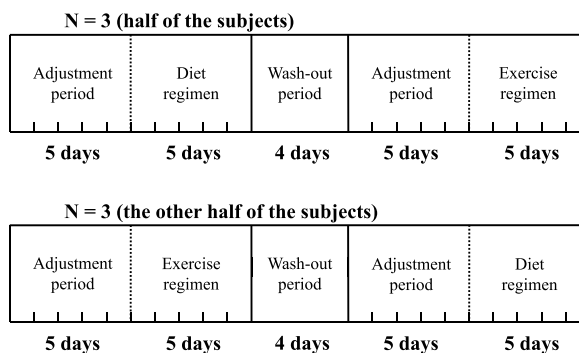 N = 3 (half of the subjects)
Adjustment period
Diet regimen
Wash-out period
Adjustment period
Exercise regimen
5 days 5 days 4 days 5 days 5 days
N = 3 (the other half of the subjects)
Adjustment period
Exercise regimen
Wash-out period
Adjustment period
Diet regimen
5 days 5 days 4 days 5 days 5 days